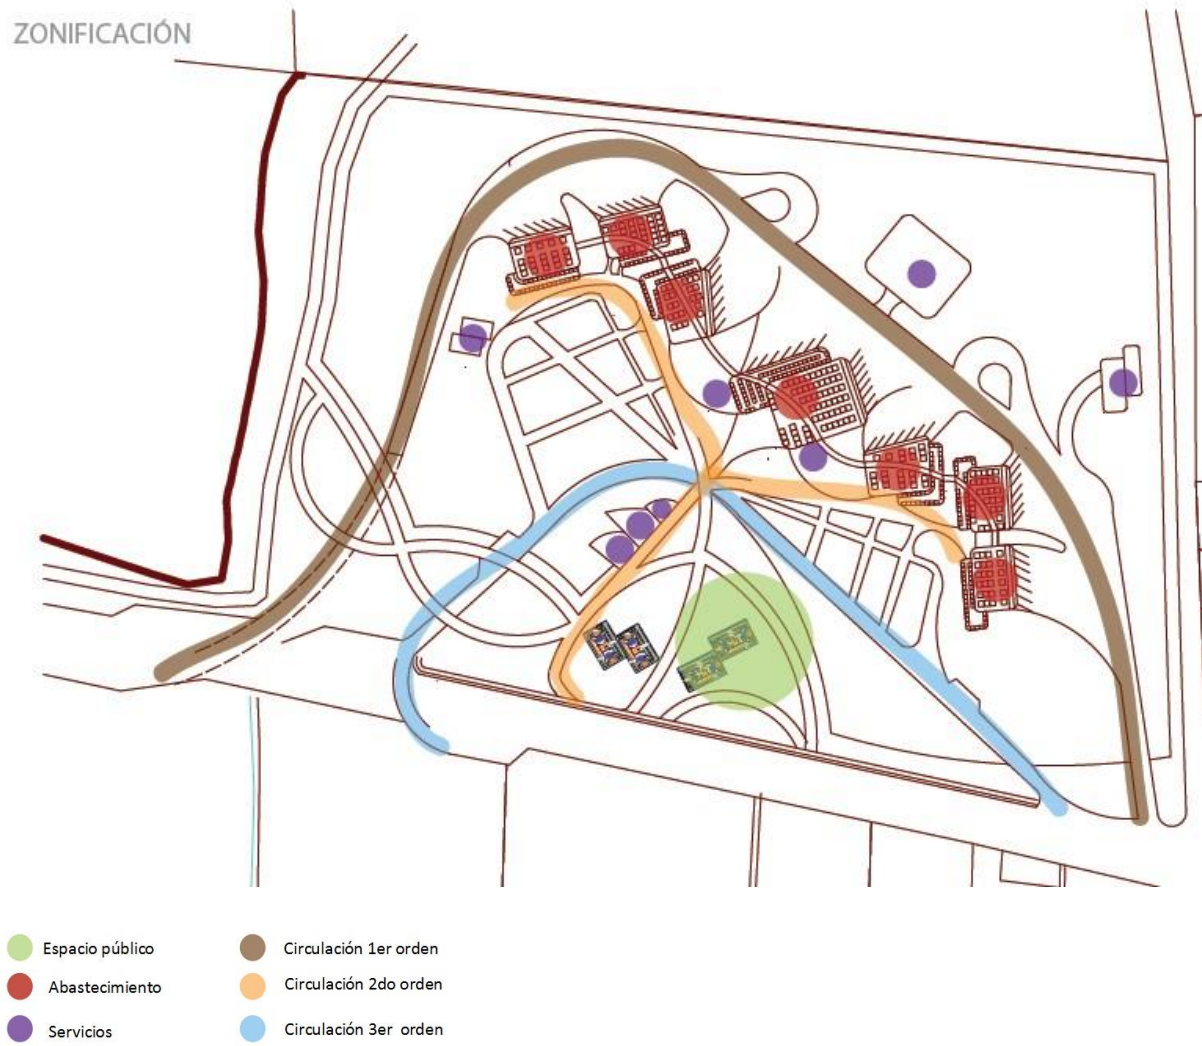 ZONIFICACIÓN
Espacio público
Abastecimiento
Servicios
Circulación 1er orden
Circulación 2do orden
Circulación 3er orden